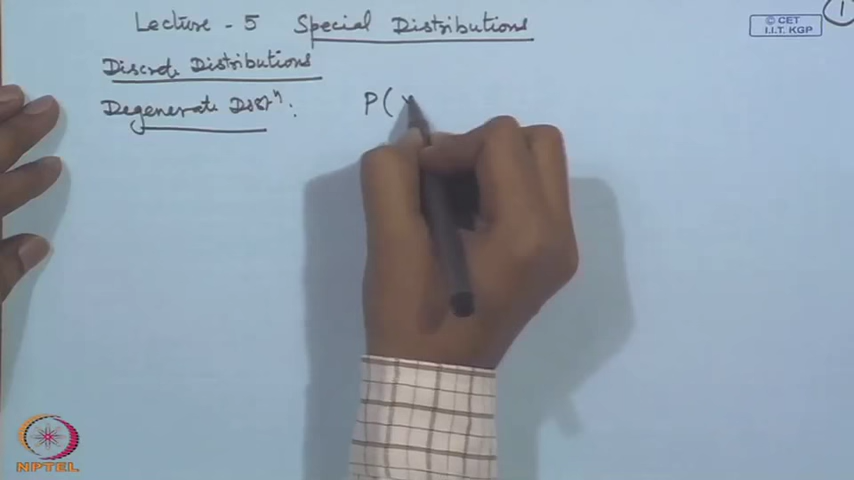 Lecture - 5 Special Distributions
1
© CET
I.I.T. KGP
Discrete Distributions
Degenerate Distⁿ: P(x
NPTEL